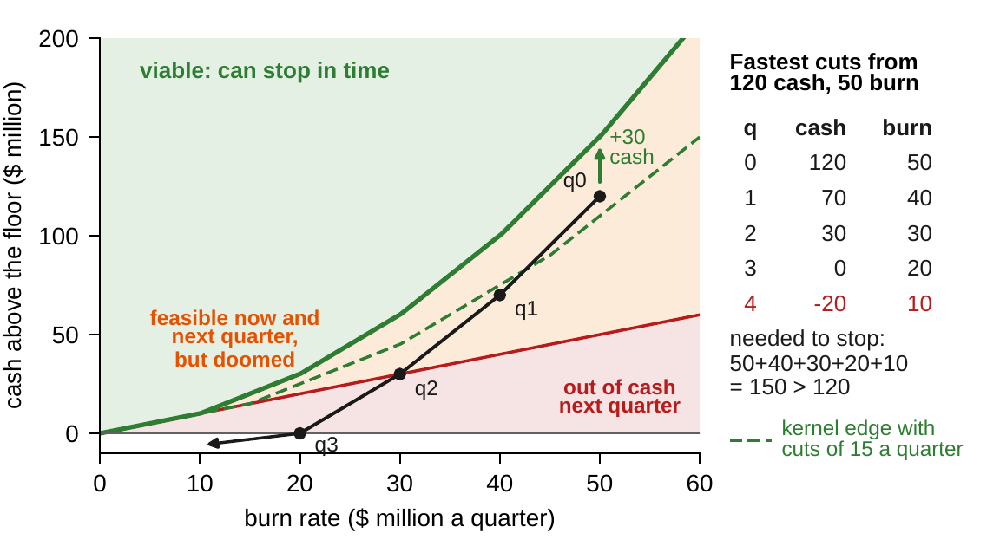 200
150
100
50
0
cash above the floor ($ million)
viable: can stop in time
+30
cash
q0
q1
q2
q3
feasible now and
next quarter,
but doomed
out of cash
next quarter
0 10 20 30 40 50 60
burn rate ($ million a quarter)
Fastest cuts from
120 cash, 50 burn
q cash burn
0 120 50
1 70 40
2 30 30
3 0 20
4 -20 10
needed to stop:
50+40+30+20+10
= 150 > 120
kernel edge with
cuts of 15 a quarter